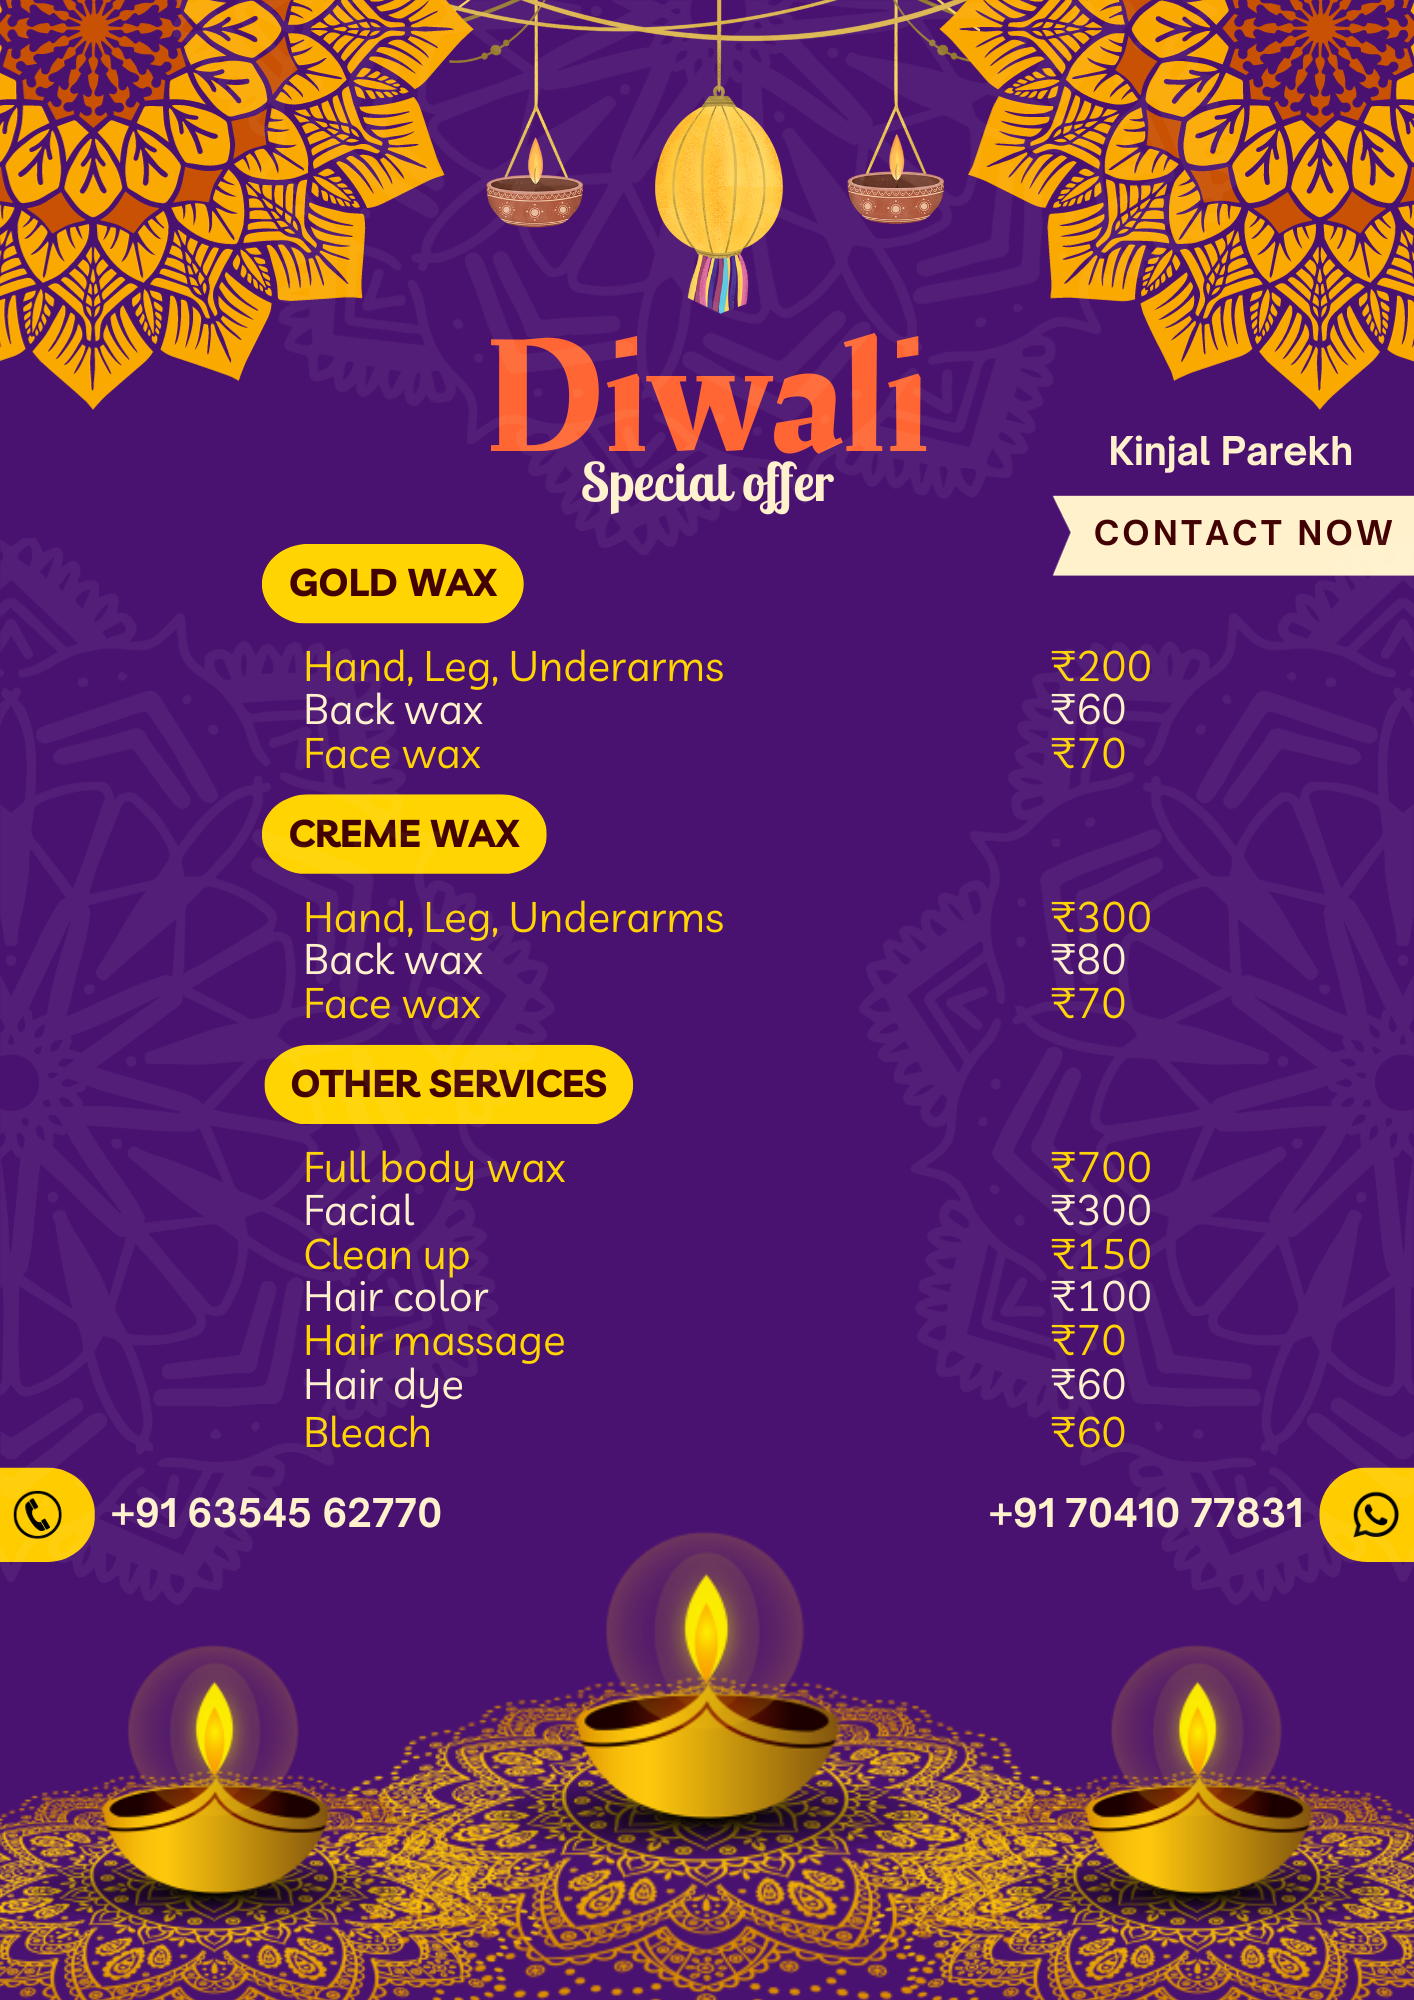 Diwali
Special offer
Kinjal Parekh
CONTACT NOW
GOLD WAX
Hand, Leg, Underarms ₹200
Back wax ₹60
Face wax ₹70
CREME WAX
Hand, Leg, Underarms ₹300
Back wax ₹80
Face wax ₹70
OTHER SERVICES
Full body wax ₹700
Facial ₹300
Clean up ₹150
Hair color ₹100
Hair massage ₹70
Hair dye ₹60
Bleach ₹60
+91 63545 62770
+91 70410 77831